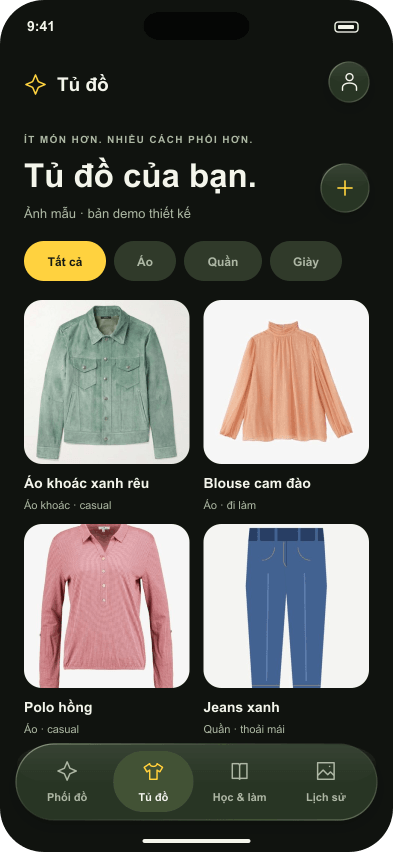 9:41
Tủ đồ
ÍT MÓN HƠN. NHIỀU CÁCH PHỐI HƠN.
Tủ đồ của bạn.
Ảnh mẫu · bản demo thiết kế
Tất cả
Áo
Quần
Giày
Áo khoác xanh rêu
Blouse cam đào
Áo khoác · casual
Áo · đi làm
Polo hồng
Jeans xanh
Áo · casual
Quần · thoải mái
Phối đồ
Tủ đồ
Học & làm
Lịch sử